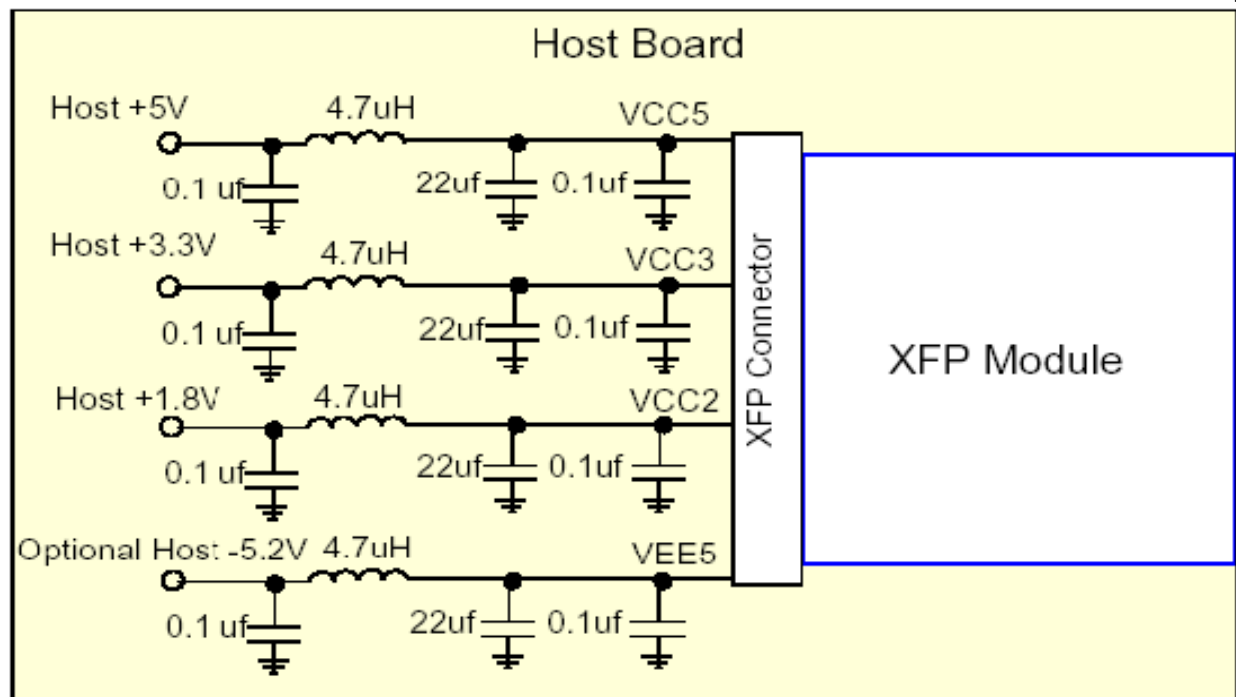 Host Board
Host +5V
4.7uH
VCC5
0.1 uf
22uf
0.1uf
Host +3.3V
4.7uH
VCC3
0.1 uf
22uf
0.1uf
Host +1.8V
4.7uH
VCC2
0.1 uf
22uf
0.1uf
Optional Host -5.2V
4.7uH
VEE5
0.1 uf
22uf
0.1uf
XFP Connector
XFP Module